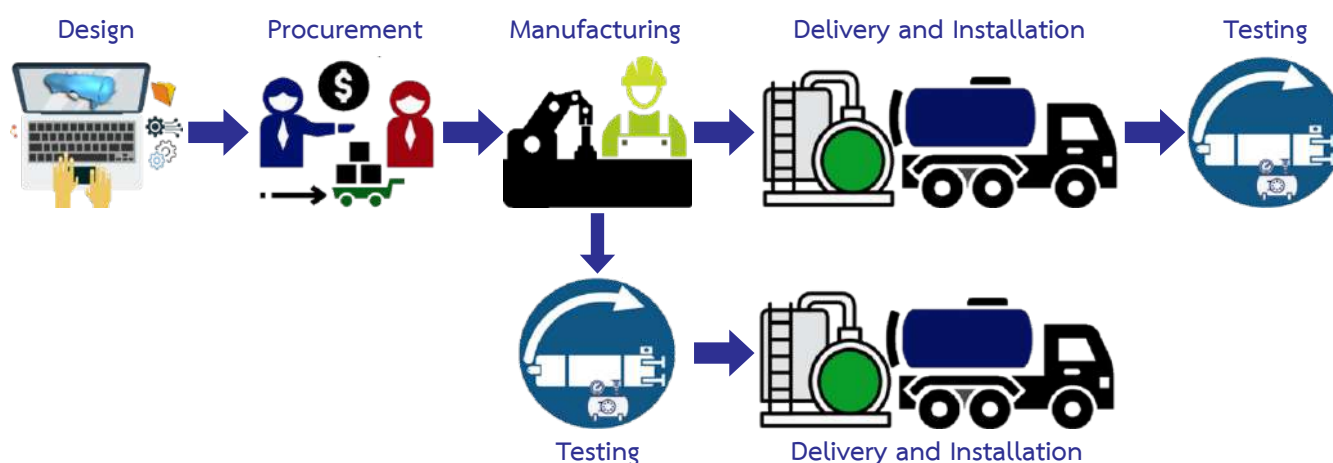 Design
Procurement
Manufacturing
Delivery and Installation
Testing
$
Testing
Delivery and Installation